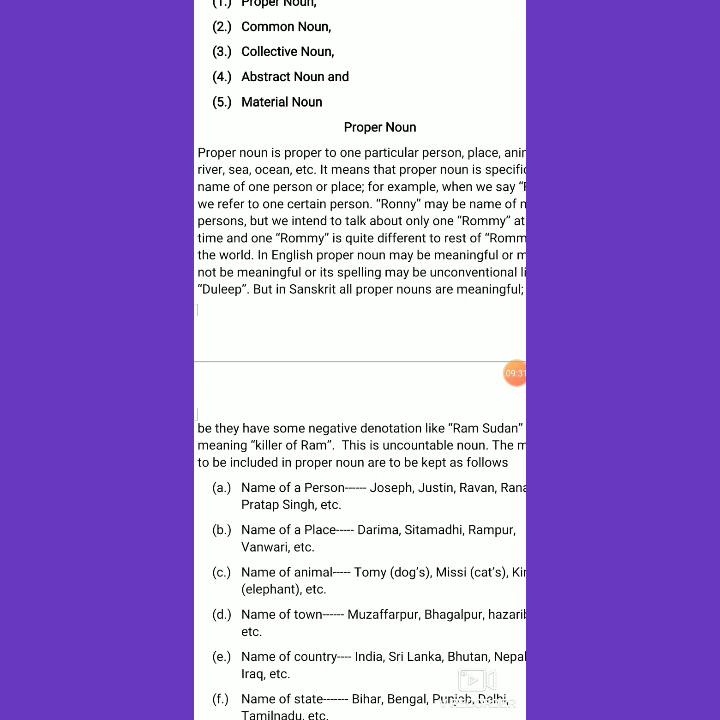 (1.) Proper Noun,
(2.) Common Noun,
(3.) Collective Noun,
(4.) Abstract Noun and
(5.) Material Noun
Proper Noun
Proper noun is proper to one particular person, place,
river, sea, ocean, etc. It means that proper noun is
name of one person or place; for example, when we say
we refer to one certain person. “Ronny” may be name of
persons, but we intend to talk about only one “Rommy” at
time and one “Rommy” is quite different to rest of
the world. In English proper noun may be meaningful or
not be meaningful or its spelling may be unconventional
“Duleep”. But in Sanskrit all proper nouns are meaningful;
09:31
be they have some negative denotation like “Ram Sudan”
meaning “killer of Ram”. This is uncountable noun. The
to be included in proper noun are to be kept as follows
(a.) Name of a Person------ Joseph, Justin, Ravan, Rana
Pratap Singh, etc.
(b.) Name of a Place----- Darima, Sitamadhi, Rampur,
Vanwari, etc.
(c.) Name of animal----- Tomy (dog’s), Missi (cat’s),
(elephant), etc.
(d.) Name of town------ Muzaffarpur, Bhagalpur,
etc.
(e.) Name of country---- India, Sri Lanka, Bhutan, Nepal
Iraq, etc.
(f.) Name of state------- Bihar, Bengal, Punjab, Delhi,
Tamilnadu, etc.